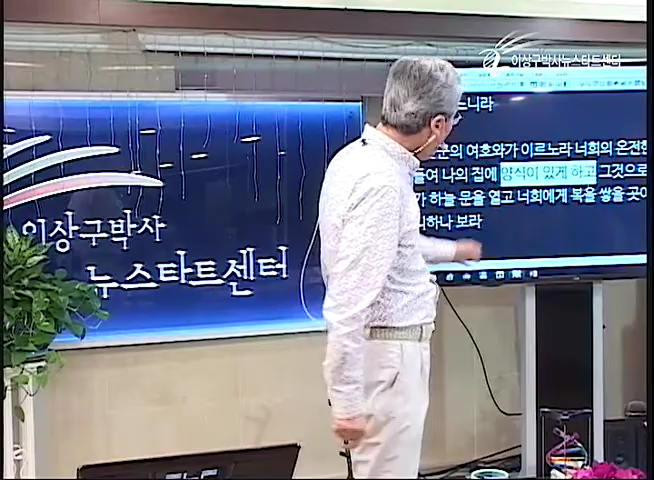 이상구박사뉴스타트센터
느니라
군의 여호와가 이르노라 너희의 온전한
들여 나의 집에 양식이 있게 하고 그것으로
가 하늘 문을 열고 너희에게 복을 쌓을 곳이
하나 보라
이상구박사
뉴스타트센터